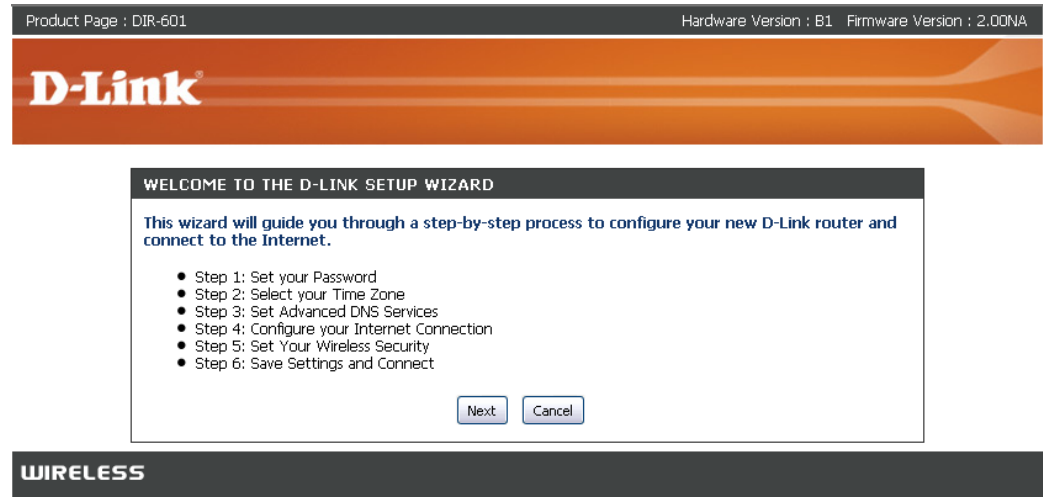 Product Page : DIR-601 Hardware Version : B1 Firmware Version : 2.00NA
D-Link®
WELCOME TO THE D-LINK SETUP WIZARD
This wizard will guide you through a step-by-step process to configure your new D-Link router and
connect to the Internet.
● Step 1: Set your Password
● Step 2: Select your Time Zone
● Step 3: Set Advanced DNS Services
● Step 4: Configure your Internet Connection
● Step 5: Set Your Wireless Security
● Step 6: Save Settings and Connect
Next Cancel
WIRELESS